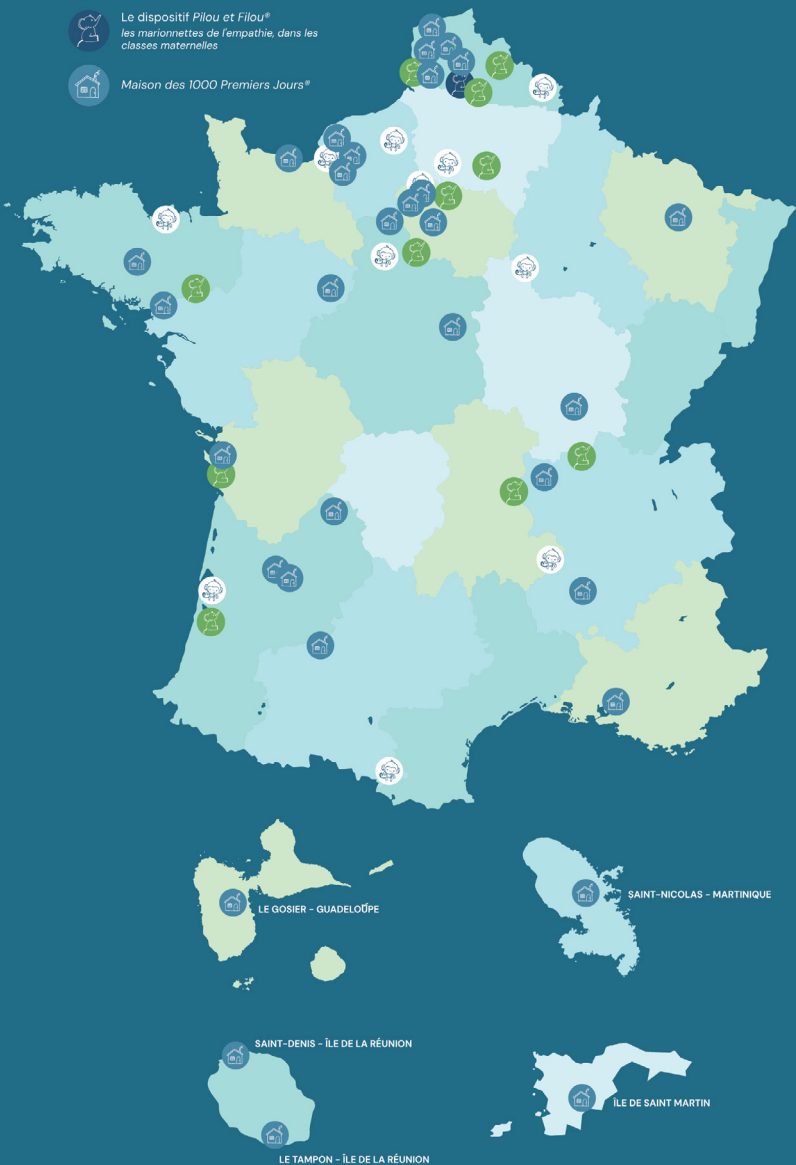 Le dispositif Pilou et Filou®
les marionnettes de l'empathie, dans les
classes maternelles
Maison des 1000 Premiers Jours®
LE GOSIER - GUADELOUPE
SAINT-NICOLAS - MARTINIQUE
SAINT-DENIS - ÎLE DE LA RÉUNION
ÎLE DE SAINT MARTIN
LE TAMPON - ÎLE DE LA RÉUNION